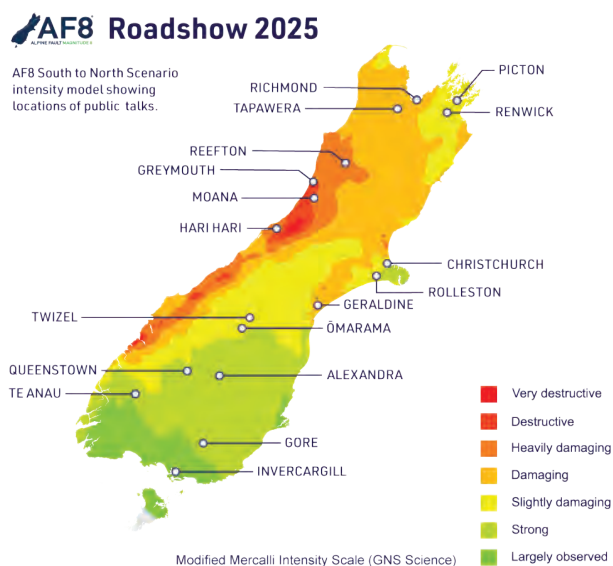 AF8 Roadshow 2025
ALPINE FAULT MAGNITUDE 8
AF8 South to North Scenario
intensity model showing
locations of public talks.
PICTON
RICHMOND
TAPAWERA
RENWICK
REEFTON
GREYMOUTH
MOANA
HARI HARI
CHRISTCHURCH
ROLLESTON
GERALDINE
TWIZEL
ŌMARAMA
QUEENSTOWN
ALEXANDRA
TE ANAU
GORE
INVERCARGILL
Very destructive
Destructive
Heavily damaging
Damaging
Slightly damaging
Strong
Largely observed
Modified Mercalli Intensity Scale (GNS Science)